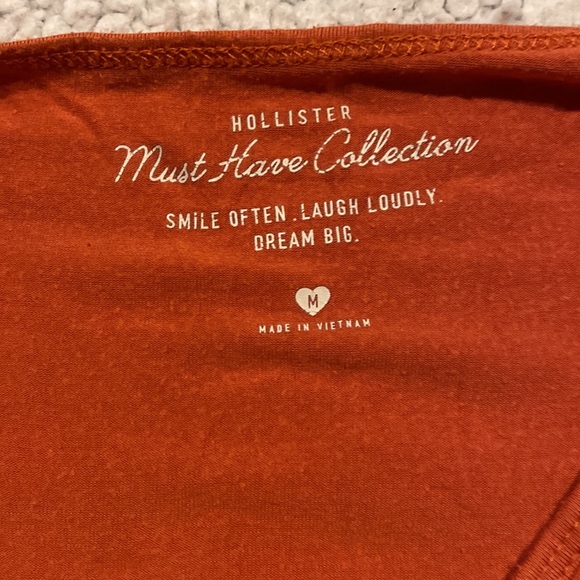 HOLLISTER
Must Have Collection
SMILE OFTEN . LAUGH LOUDLY.
DREAM BIG.
M
MADE IN VIETNAM